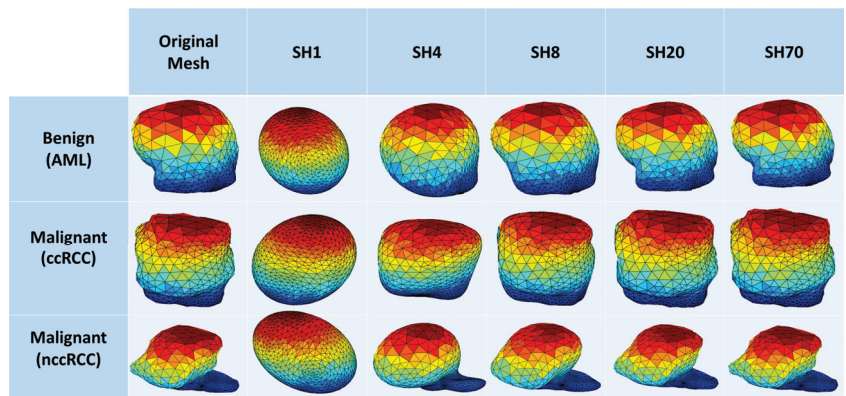 Original
Mesh
SH1
SH4
SH8
SH20
SH70
Benign
(AML)
Malignant
(ccRCC)
Malignant
(nccRCC)